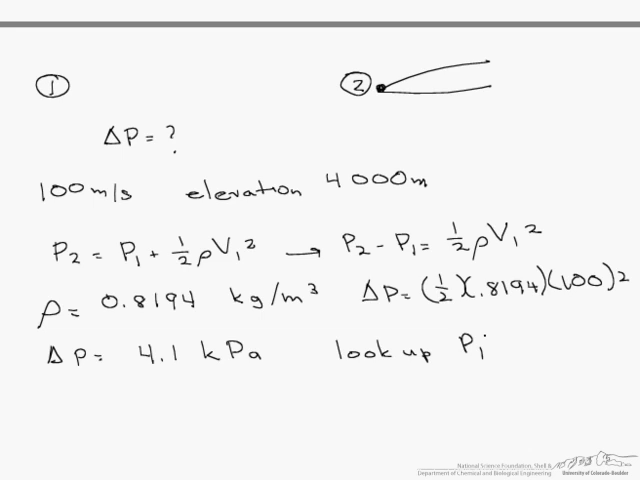 ① ②
ΔP = ?
100 m/s elevation 4000m
P₂ = P₁ + ½ρV₁² → P₂ - P₁ = ½ρV₁²
ρ = 0.8194 kg/m³ ΔP = (½)(.8194)(100)2
ΔP = 4.1 kPa look up P₁
National Science Foundation, Shell &
Department of Chemical and Biological Engineering
University of Colorado-Boulder